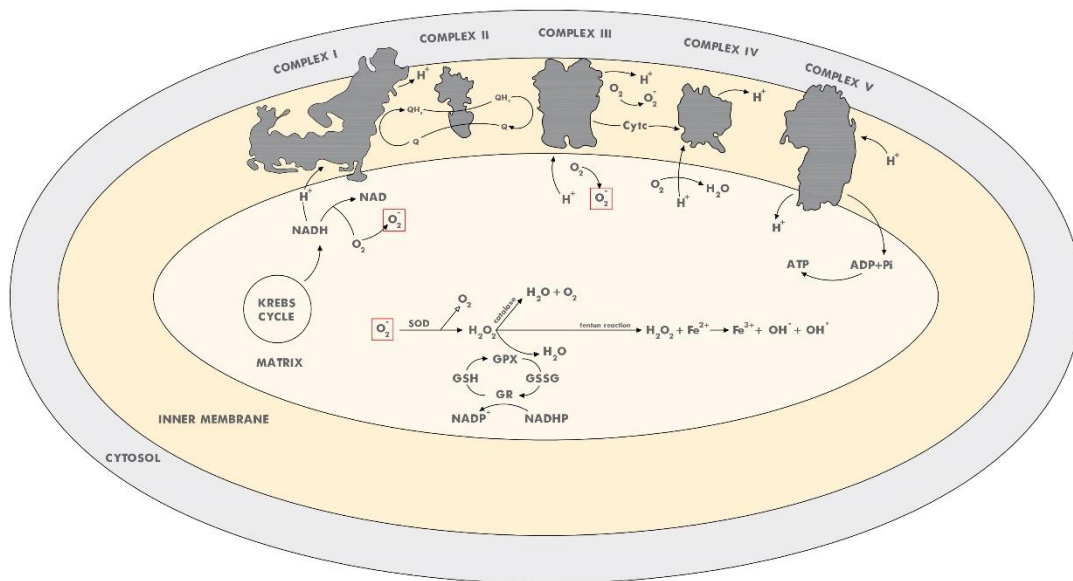 COMPLEX I
COMPLEX II
COMPLEX III
COMPLEX IV
COMPLEX V
H⁺
QH₂
QH₂
Q
Q
H⁺
O₂
O₂⁻
Cytc
H⁺
H⁺
H⁺
NAD
NADH
O₂
O₂⁻
O₂
H⁺
O₂⁻
O₂
H⁺
H₂O
H⁺
ATP
ADP+Pi
KREBS
CYCLE
MATRIX
O₂⁻
SOD
O₂
H₂O₂
catalase
H₂O + O₂
fenton reaction
H₂O₂ + Fe²⁺
Fe³⁺ + OH⁻ + OH•
H₂O
GPX
GSH
GSSG
GR
NADP⁻
NADHP
INNER MEMBRANE
CYTOSOL